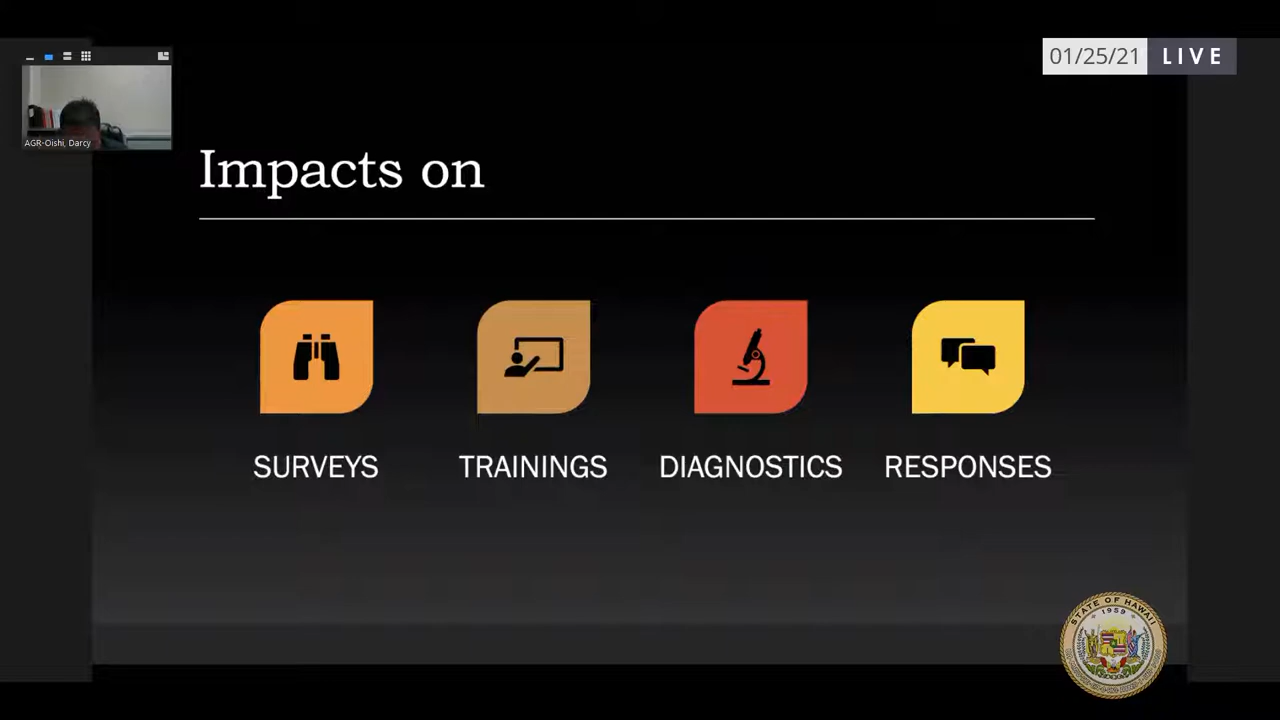 01/25/21 LIVE
AGR-Oishi, Darcy
Impacts on
SURVEYS
TRAININGS
DIAGNOSTICS
RESPONSES
STATE OF HAWAII
1959